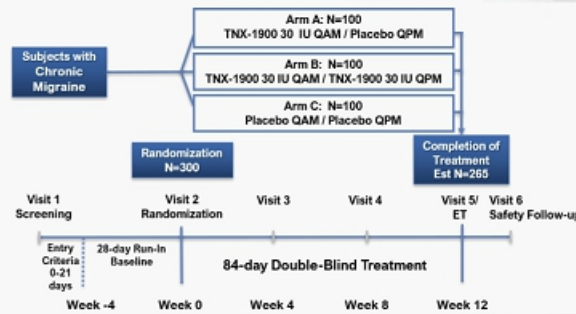 Arm A: N=100
TNX-1900 30 IU QAM / Placebo QPM
Subjects with
Chronic
Migraine
Arm B: N=100
TNX-1900 30 IU QAM / TNX-1900 30 IU QPM
Arm C: N=100
Placebo QAM / Placebo QPM
Randomization
N=300
Completion of
Treatment
Est N=265
Visit 1
Screening
Visit 2
Randomization
Visit 3
Visit 4
Visit 5/
ET
Visit 6
Safety Follow-u
Entry
Criteria
0-21
days
28-day Run-In
Baseline
84-day Double-Blind Treatment
Week -4
Week 0
Week 4
Week 8
Week 12